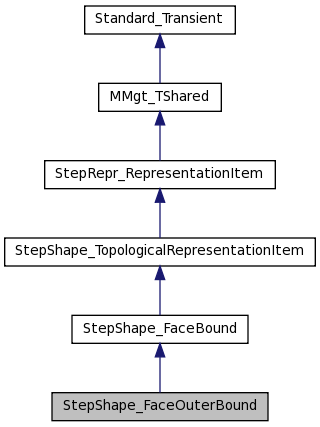 Standard_Transient
MMgt_TShared
StepRepr_RepresentationItem
StepShape_TopologicalRepresentationItem
StepShape_FaceBound
StepShape_FaceOuterBound